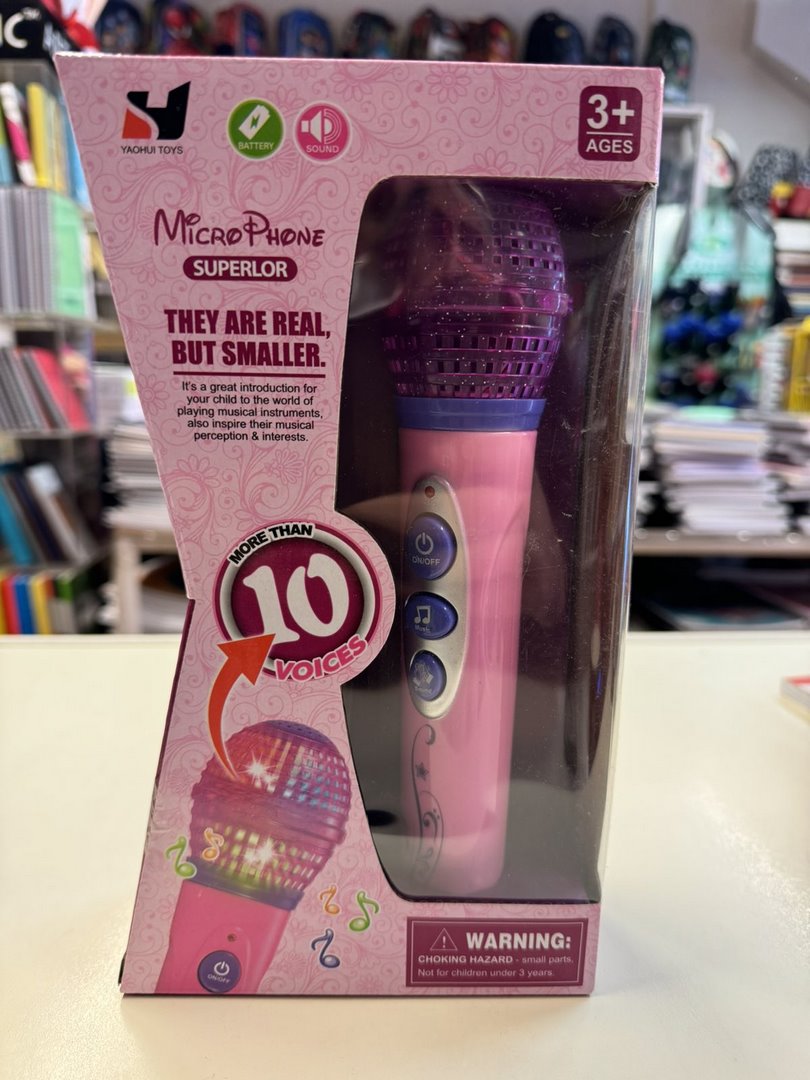 IC
YAOHUI TOYS
BATTERY
SOUND
3+
AGES
MICROPHONE
SUPERLOR
THEY ARE REAL,
BUT SMALLER.
It's a great introduction for
your child to the world of
playing musical instruments,
also inspire their musical
perception & interests.
MORE THAN
10
VOICES
ON/OFF
Music
ON/OFF
WARNING:
CHOKING HAZARD - small parts.
Not for children under 3 years.